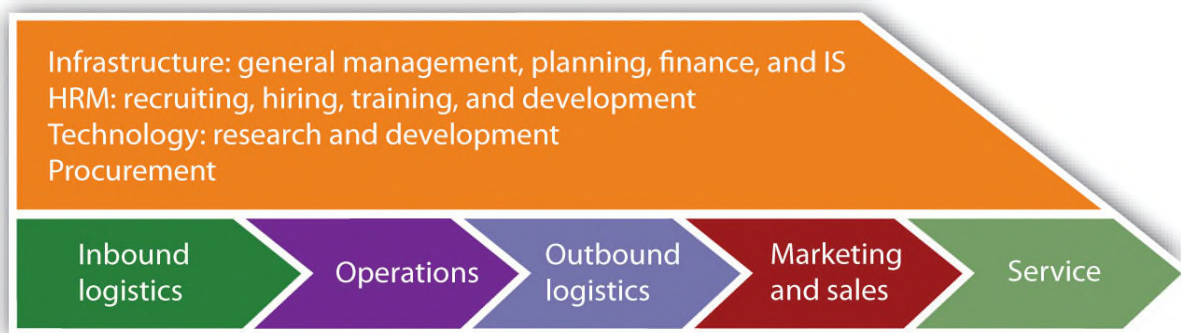 Infrastructure: general management, planning, finance, and IS
HRM: recruiting, hiring, training, and development
Technology: research and development
Procurement
Inbound
logistics
Operations
Outbound
logistics
Marketing
and sales
Service